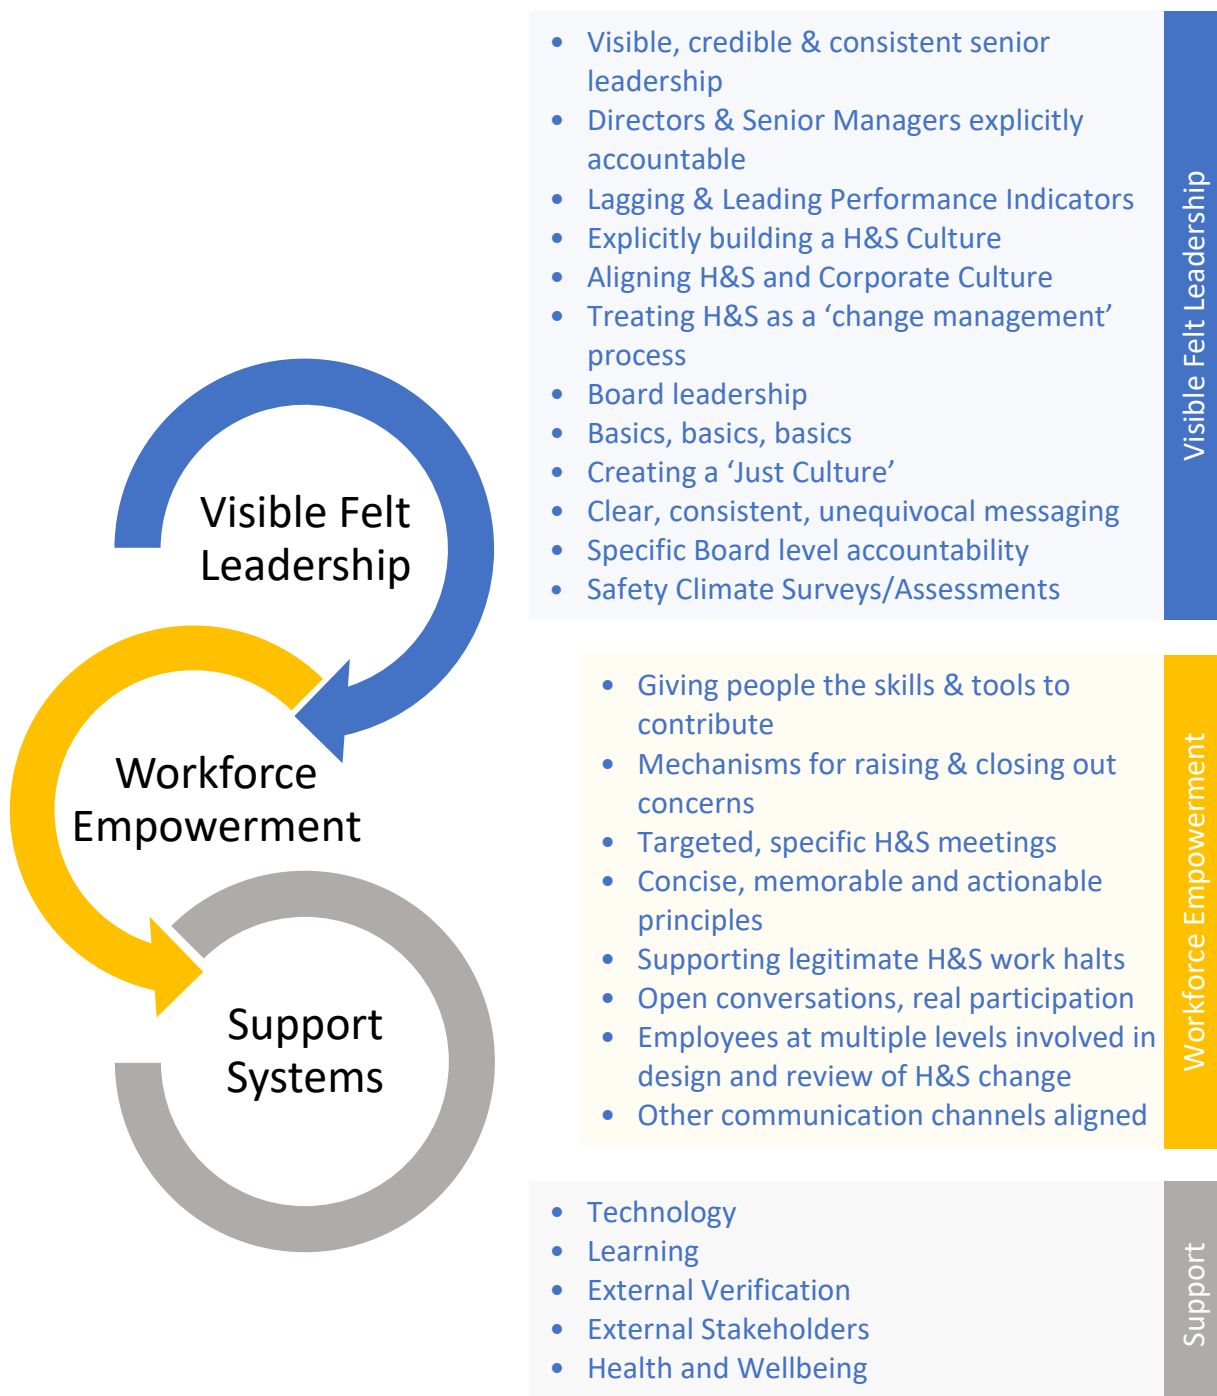 Visible Felt
Leadership
Workforce
Empowerment
Support
Systems
• Visible, credible & consistent senior
leadership
• Directors & Senior Managers explicitly
accountable
• Lagging & Leading Performance Indicators
• Explicitly building a H&S Culture
• Aligning H&S and Corporate Culture
• Treating H&S as a ‘change management’
process
• Board leadership
• Basics, basics, basics
• Creating a ‘Just Culture’
• Clear, consistent, unequivocal messaging
• Specific Board level accountability
• Safety Climate Surveys/Assessments
Visible Felt Leadership
• Giving people the skills & tools to
contribute
• Mechanisms for raising & closing out
concerns
• Targeted, specific H&S meetings
• Concise, memorable and actionable
principles
• Supporting legitimate H&S work halts
• Open conversations, real participation
• Employees at multiple levels involved in
design and review of H&S change
• Other communication channels aligned
Workforce Empowerment
• Technology
• Learning
• External Verification
• External Stakeholders
• Health and Wellbeing
Support